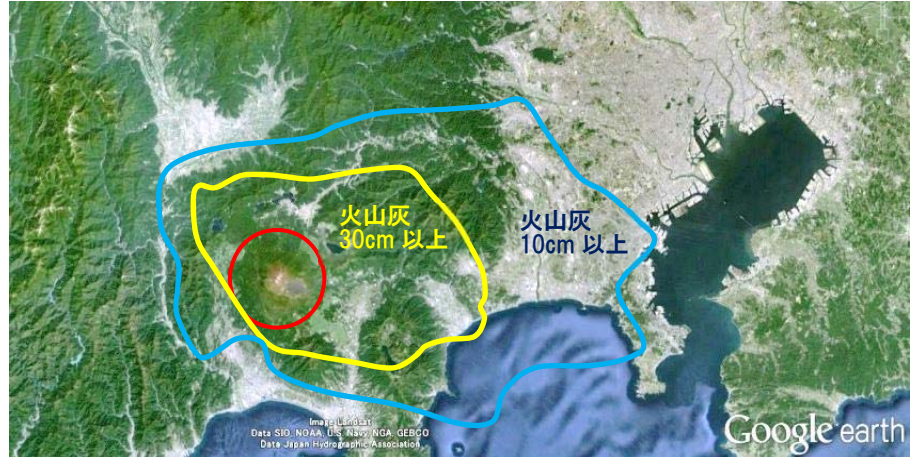 火山灰
30cm 以上
火山灰
10cm 以上
Image Landsat
Data SIO, NOAA, U.S. Navy, NGA, GEBCO
Data Japan Hydrographic Association
Google earth